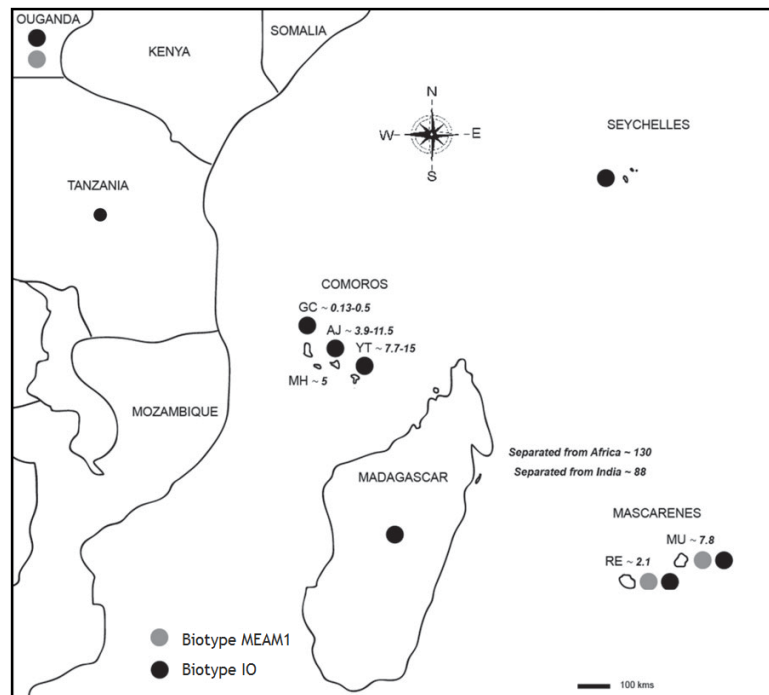 OUGANDA
SOMALIA
KENYA
N
W E
S
SEYCHELLES
TANZANIA
COMOROS
GC ~ 0.13-0.5
AJ ~ 3.9-11.5
YT ~ 7.7-15
MH ~ 5
MOZAMBIQUE
Separated from Africa ~ 130
Separated from India ~ 88
MADAGASCAR
MASCARENES
MU ~ 7.8
RE ~ 2.1
Biotype MEAM1
Biotype IO
100 kms